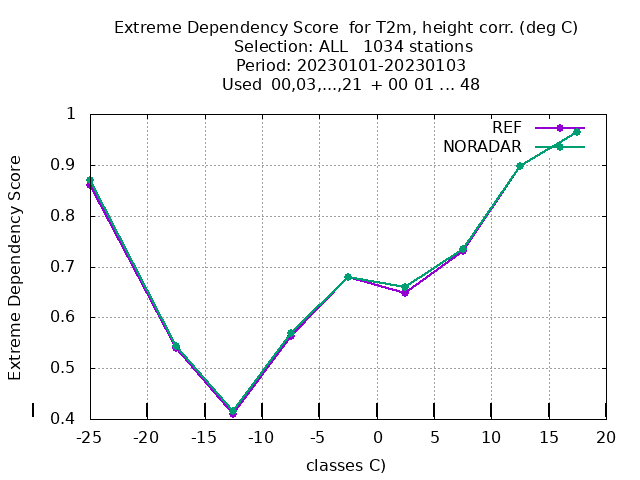 Extreme Dependency Score  for T2m, height corr. (deg C)
Selection: ALL   1034 stations
Period: 20230101-20230103
Used  00,03,...,21  + 00 01 ... 48
REF
NORADAR
1
0.9
0.8
0.7
0.6
0.5
0.4
Extreme Dependency Score
-25 -20 -15 -10 -5 0 5 10 15 20
classes C)